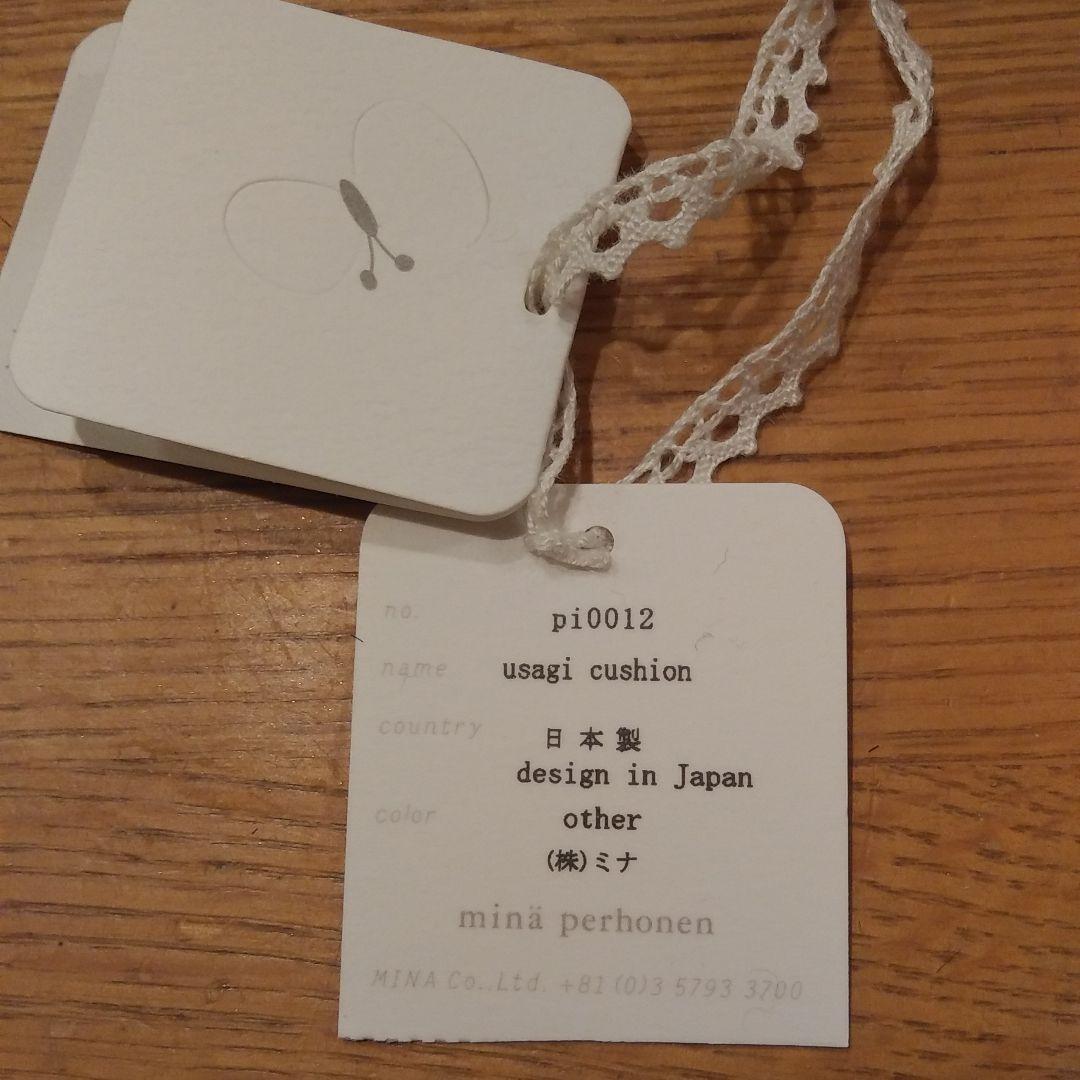 no. pi0012
name usagi cushion
country 日本製
design in Japan
color other
(株)ミナ
minä perhonen
MINA Co.,Ltd. +81(0)3 5793 3700